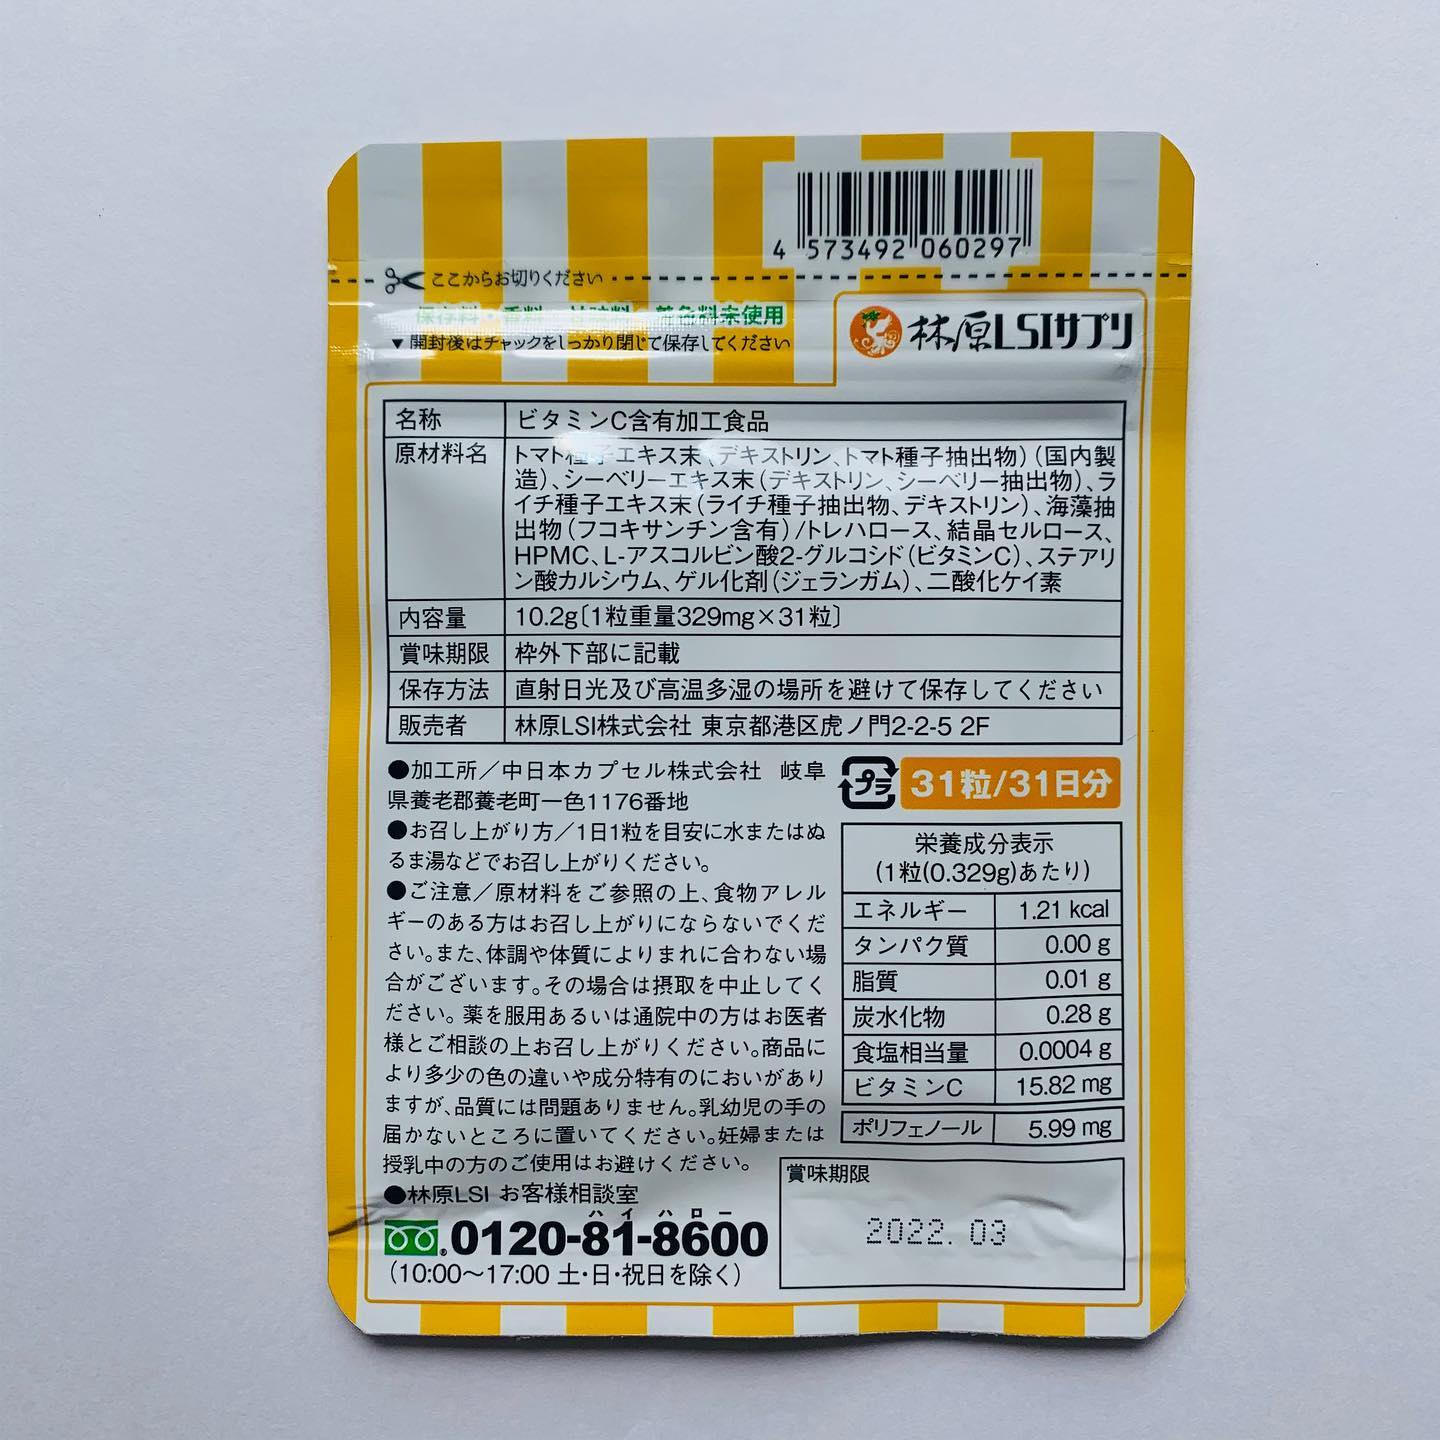 4 573492 060297
ここからお切りください
保存料・香料・甘味料・着色料未使用
▼開封後はチャックをしっかり閉じて保存してください
林原LSIサプリ
名称 ビタミンC含有加工食品
原材料名 トマト種子エキス末(デキストリン、トマト種子抽出物)(国内製
造)、シーベリーエキス末(デキストリン、シーベリー抽出物)、ラ
イチ種子エキス末(ライチ種子抽出物、デキストリン)、海藻抽
出物(フコキサンチン含有)/トレハロース、結晶セルロース、
HPMC、L-アスコルビン酸2-グルコシド(ビタミンC)、ステアリ
ン酸カルシウム、ゲル化剤(ジェランガム)、二酸化ケイ素
内容量 10.2g〔1粒重量329mg×31粒〕
賞味期限 枠外下部に記載
保存方法 直射日光及び高温多湿の場所を避けて保存してください
販売者 林原LSI株式会社 東京都港区虎ノ門2-2-5 2F
●加工所/中日本カプセル株式会社 岐阜
県養老郡養老町一色1176番地
●お召し上がり方/1日1粒を目安に水またはぬ
るま湯などでお召し上がりください。
●ご注意/原材料をご参照の上、食物アレル
ギーのある方はお召し上がりにならないでくだ
さい。また、体調や体質によりまれに合わない場
合がございます。その場合は摂取を中止してく
ださい。薬を服用あるいは通院中の方はお医者
様とご相談の上お召し上がりください。商品に
より多少の色の違いや成分特有のにおいがあり
ますが、品質には問題ありません。乳幼児の手の
届かないところに置いてください。妊婦または
授乳中の方のご使用はお避けください。
●林原LSI お客様相談室
ハイ ハロー
0120-81-8600
(10:00〜17:00 土・日・祝日を除く)
プラ
31粒/31日分
栄養成分表示
(1粒(0.329g)あたり)
エネルギー 1.21 kcal
タンパク質 0.00 g
脂質 0.01 g
炭水化物 0.28 g
食塩相当量 0.0004 g
ビタミンC 15.82 mg
ポリフェノール 5.99 mg
賞味期限
2022. 03